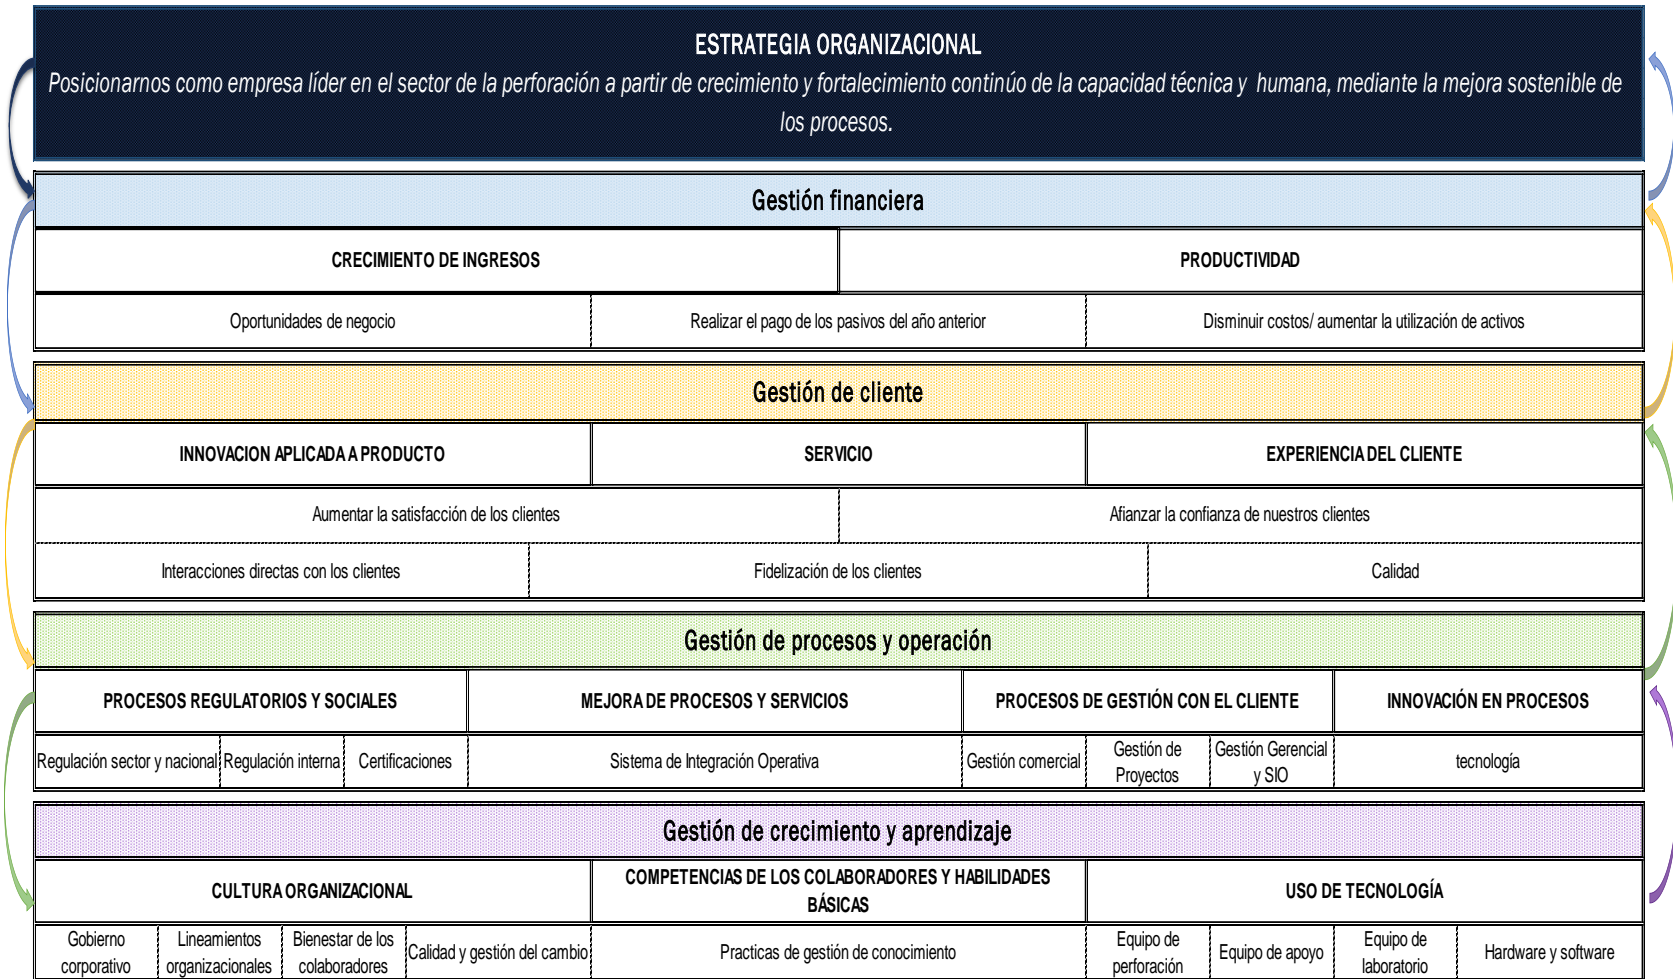 ESTRATEGIA ORGANIZACIONAL
Posicionarnos como empresa líder en el sector de la perforación a partir de crecimiento y fortalecimiento continúo de la capacidad técnica y humana, mediante la mejora sostenible de
los procesos.
Gestión financiera
CRECIMIENTO DE INGRESOS
PRODUCTIVIDAD
Oportunidades de negocio
Realizar el pago de los pasivos del año anterior
Disminuir costos/ aumentar la utilización de activos
Gestión de cliente
INNOVACION APLICADA A PRODUCTO
SERVICIO
EXPERIENCIA DEL CLIENTE
Aumentar la satisfacción de los clientes
Afianzar la confianza de nuestros clientes
Interacciones directas con los clientes
Fidelización de los clientes
Calidad
Gestión de procesos y operación
PROCESOS REGULATORIOS Y SOCIALES
MEJORA DE PROCESOS Y SERVICIOS
PROCESOS DE GESTIÓN CON EL CLIENTE
INNOVACIÓN EN PROCESOS
Regulación sector y nacional
Regulación interna
Certificaciones
Sistema de Integración Operativa
Gestión comercial
Gestión de
Proyectos
Gestión Gerencial
y SIO
tecnología
Gestión de crecimiento y aprendizaje
CULTURA ORGANIZACIONAL
COMPETENCIAS DE LOS COLABORADORES Y HABILIDADES
BÁSICAS
USO DE TECNOLOGÍA
Gobierno
corporativo
Lineamientos
organizacionales
Bienestar de los
colaboradores
Calidad y gestión del cambio
Practicas de gestión de conocimiento
Equipo de
perforación
Equipo de apoyo
Equipo de
laboratorio
Hardware y software